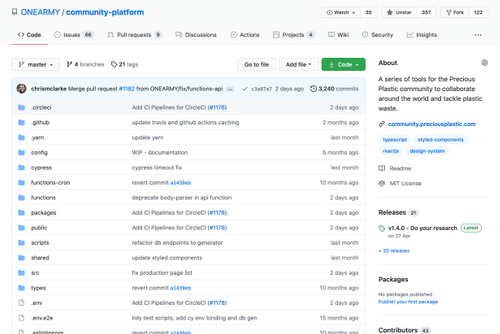 ONEARMY / community-platform
Watch 35 Unstar 357 Fork 122
Code Issues 66 Pull requests 9 Discussions Actions Projects 4 Wiki Security Insights
master 4 branches 21 tags Go to file Add file Code
chrismclarke Merge pull request #1182 from ONEARMY/fix/functions-api ... c3e87a7 2 days ago 3,240 commits
.circleci Add CI Pipelines for CircleCI (#1178) 2 days ago
.github update travis and github actions caching 2 months ago
.yarn update yarn last month
config WiP - documentation 5 months ago
cypress cypress timeout fix last month
functions-cron revert commit a1439eb 10 months ago
functions deprecate body-parser in api function 2 days ago
packages Add CI Pipelines for CircleCI (#1178) 2 days ago
public Add CI Pipelines for CircleCI (#1178) 2 days ago
scripts refactor db endpoints to generator last month
shared update styled components last month
src fix production page list 2 days ago
types revert commit a1439eb 10 months ago
.env Add CI Pipelines for CircleCI (#1178) 2 days ago
.env.e2e tidy test scripts, add cy env binding and db gen 15 months ago
.eslintignore revert commit a1439eb 10 months ago
About
A series of tools for the Precious
Plastic community to collaborate
around the world and tackle plastic
waste.
community.preciousplastic.com
typescript styled-components
reactjs design-system
Readme
MIT License
Releases 21
v1.4.0 - Do your research Latest
on 27 Apr
+ 20 releases
Packages
No packages published
Publish your first package
Contributors 43